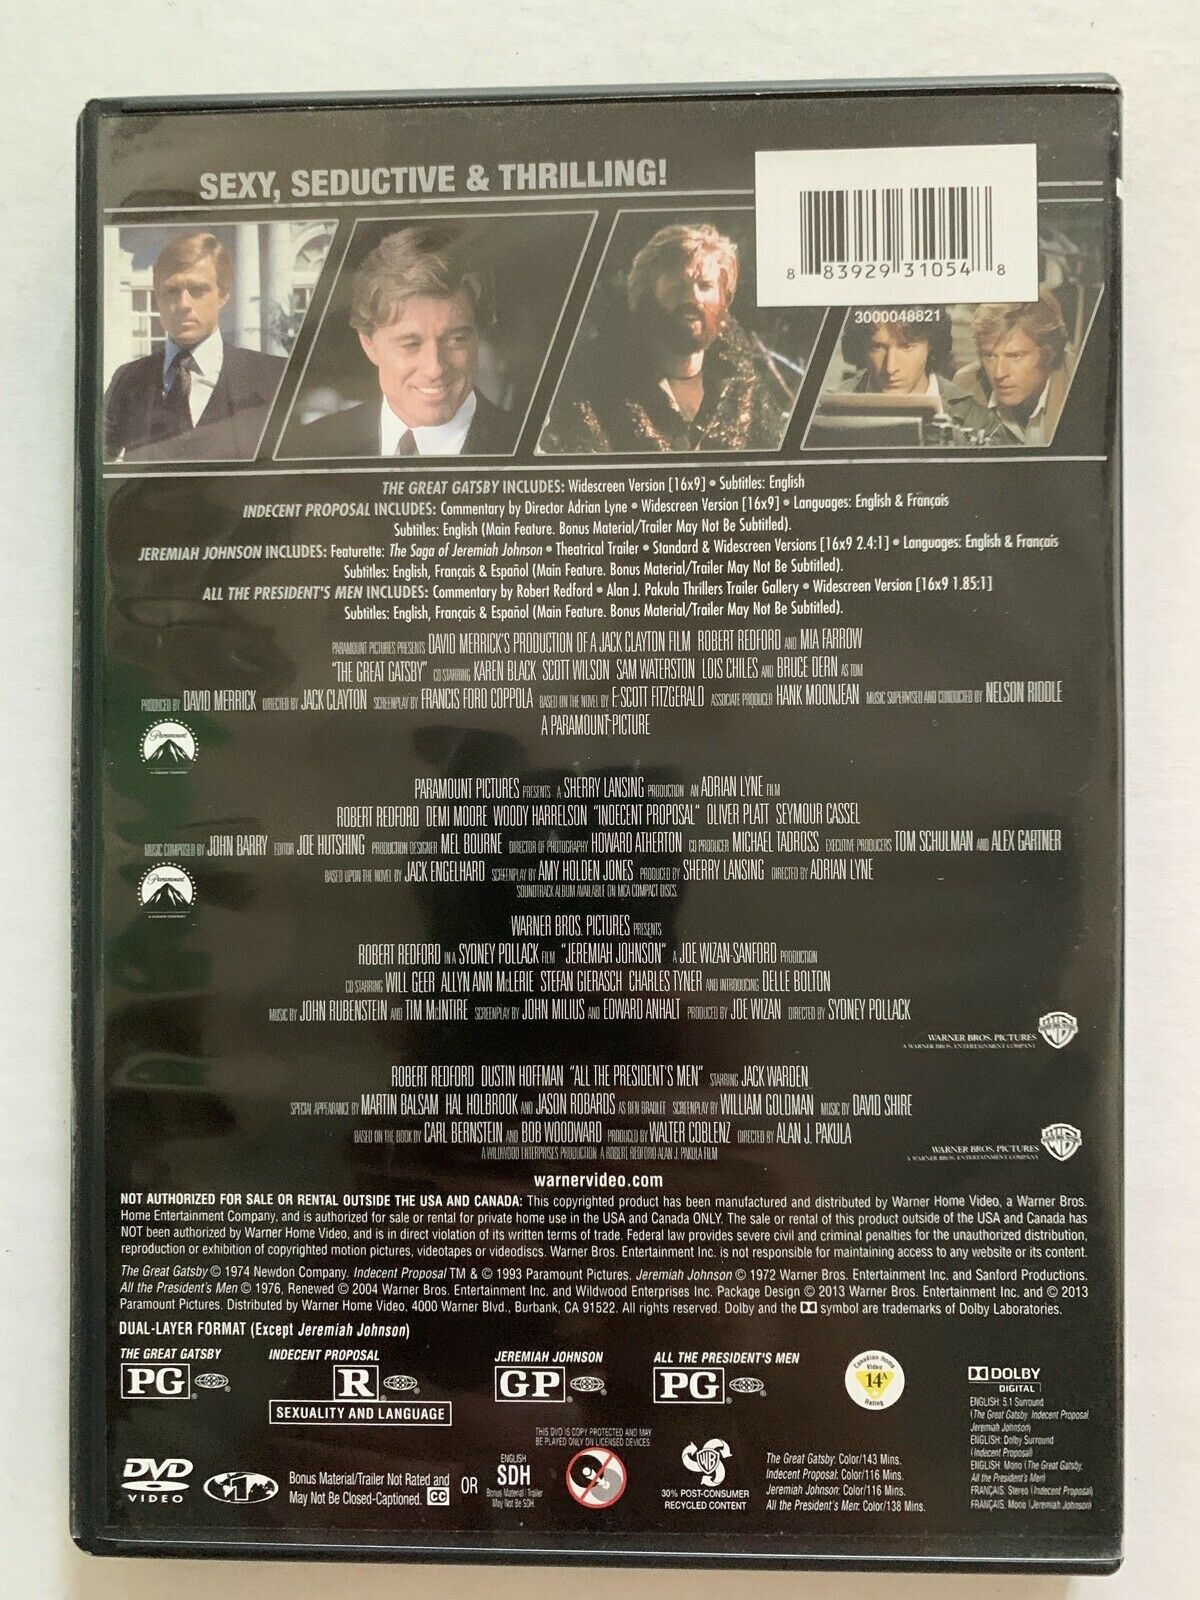 SEXY, SEDUCTIVE & THRILLING!
8 83929 31054 8
3000048821
THE GREAT GATSBY INCLUDES: Widescreen Version [16x9] • Subtitles: English
INDECENT PROPOSAL INCLUDES: Commentary by Director Adrian Lyne • Widescreen Version [16x9] • Languages: English & Français
Subtitles: English (Main Feature. Bonus Material/Trailer May Not Be Subtitled).
JEREMIAH JOHNSON INCLUDES: Featurette: The Saga of Jeremiah Johnson • Theatrical Trailer • Standard & Widescreen Versions [16x9 2.4:1] • Languages: English & Français
Subtitles: English, Français & Español (Main Feature. Bonus Material/Trailer May Not Be Subtitled).
ALL THE PRESIDENT'S MEN INCLUDES: Commentary by Robert Redford • Alan J. Pakula Thrillers Trailer Gallery • Widescreen Version [16x9 1.85:1]
Subtitles: English, Français & Español (Main Feature. Bonus Material/Trailer May Not Be Subtitled).
PARAMOUNT PICTURES PRESENTS DAVID MERRICK'S PRODUCTION OF A JACK CLAYTON FILM ROBERT REDFORD AND MIA FARROW
"THE GREAT GATSBY" CO STARRING KAREN BLACK SCOTT WILSON SAM WATERSTON LOIS CHILES AND BRUCE DERN AS TOM
PRODUCED BY DAVID MERRICK DIRECTED BY JACK CLAYTON SCREENPLAY BY FRANCIS FORD COPPOLA BASED ON THE NOVEL BY F. SCOTT FITZGERALD ASSOCIATE PRODUCER HANK MOONJEAN MUSIC SUPERVISED AND CONDUCTED BY NELSON RIDDLE
A PARAMOUNT PICTURE
Paramount
PARAMOUNT PICTURES PRESENTS A SHERRY LANSING PRODUCTION AN ADRIAN LYNE FILM
ROBERT REDFORD DEMI MOORE WOODY HARRELSON "INDECENT PROPOSAL" OLIVER PLATT SEYMOUR CASSEL
MUSIC COMPOSED BY JOHN BARRY EDITOR JOE HUTSHING PRODUCTION DESIGNER MEL BOURNE DIRECTOR OF PHOTOGRAPHY HOWARD ATHERTON CO PRODUCER MICHAEL TADROSS EXECUTIVE PRODUCERS TOM SCHULMAN AND ALEX GARTNER
BASED UPON THE NOVEL BY JACK ENGELHARD SCREENPLAY BY AMY HOLDEN JONES PRODUCED BY SHERRY LANSING DIRECTED BY ADRIAN LYNE
SOUNDTRACK ALBUM AVAILABLE ON MCA COMPACT DISCS.
Paramount
WARNER BROS. PICTURES PRESENTS
ROBERT REDFORD IN A SYDNEY POLLACK FILM "JEREMIAH JOHNSON" A JOE WIZAN-SANFORD PRODUCTION
CO STARRING WILL GEER ALLYN ANN McLERIE STEFAN GIERASCH CHARLES TYNER AND INTRODUCING DELLE BOLTON
MUSIC BY JOHN RUBENSTEIN AND TIM McINTIRE SCREENPLAY BY JOHN MILIUS AND EDWARD ANHALT PRODUCED BY JOE WIZAN DIRECTED BY SYDNEY POLLACK
WARNER BROS. PICTURES
A WARNER BROS. ENTERTAINMENT COMPANY
ROBERT REDFORD DUSTIN HOFFMAN "ALL THE PRESIDENT'S MEN" STARRING JACK WARDEN
SPECIAL APPEARANCE BY MARTIN BALSAM HAL HOLBROOK AND JASON ROBARDS AS BEN BRADLEE SCREENPLAY BY WILLIAM GOLDMAN MUSIC BY DAVID SHIRE
BASED ON THE BOOK BY CARL BERNSTEIN AND BOB WOODWARD PRODUCED BY WALTER COBLENZ DIRECTED BY ALAN J. PAKULA
A WILDWOOD ENTERPRISES PRODUCTION A ROBERT REDFORD ALAN J. PAKULA FILM
WARNER BROS. PICTURES
A WARNER BROS. ENTERTAINMENT COMPANY
warnervideo.com
NOT AUTHORIZED FOR SALE OR RENTAL OUTSIDE THE USA AND CANADA: This copyrighted product has been manufactured and distributed by Warner Home Video, a Warner Bros.
Home Entertainment Company, and is authorized for sale or rental for private home use in the USA and Canada ONLY. The sale or rental of this product outside of the USA and Canada has
NOT been authorized by Warner Home Video, and is in direct violation of its written terms of trade. Federal law provides severe civil and criminal penalties for the unauthorized distribution,
reproduction or exhibition of copyrighted motion pictures, videotapes or videodiscs. Warner Bros. Entertainment Inc. is not responsible for maintaining access to any website or its content.
The Great Gatsby © 1974 Newdon Company. Indecent Proposal TM & © 1993 Paramount Pictures. Jeremiah Johnson © 1972 Warner Bros. Entertainment Inc. and Sanford Productions.
All the President's Men © 1976, Renewed © 2004 Warner Bros. Entertainment Inc. and Wildwood Enterprises Inc. Package Design © 2013 Warner Bros. Entertainment Inc. and © 2013
Paramount Pictures. Distributed by Warner Home Video, 4000 Warner Blvd., Burbank, CA 91522. All rights reserved. Dolby and the symbol are trademarks of Dolby Laboratories.
DUAL-LAYER FORMAT (Except Jeremiah Johnson)
THE GREAT GATSBY
PG
INDECENT PROPOSAL
R
SEXUALITY AND LANGUAGE
JEREMIAH JOHNSON
GP
ALL THE PRESIDENT'S MEN
PG
Canadian Home Video Rating
14A
DOLBY
DIGITAL
ENGLISH: 5.1 Surround
(The Great Gatsby, Indecent Proposal,
Jeremiah Johnson)
ENGLISH: Dolby Surround
(Indecent Proposal)
ENGLISH: Mono (The Great Gatsby,
All the President's Men)
FRANÇAIS: Stereo (Indecent Proposal)
FRANÇAIS: Mono (Jeremiah Johnson)
DVD
VIDEO
1
Bonus Material/Trailer Not Rated and
May Not Be Closed-Captioned. CC
OR
ENGLISH
SDH
Bonus Material Trailer
May Not Be SDH.
THIS DVD IS COPY PROTECTED AND MAY
BE PLAYED ONLY ON LICENSED DEVICES.
WB
30% POST-CONSUMER
RECYCLED CONTENT
The Great Gatsby: Color/143 Mins.
Indecent Proposal: Color/116 Mins.
Jeremiah Johnson: Color/116 Mins.
All the President's Men: Color/138 Mins.